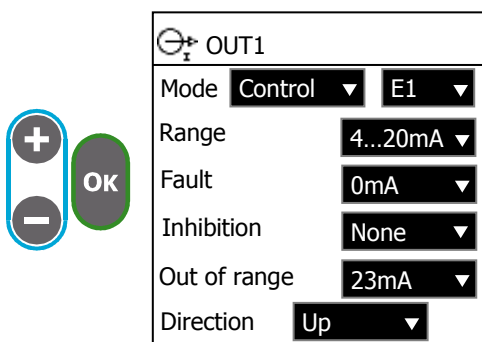 OUT1
Mode Control ▼ E1 ▼
Range 4...20mA ▼
Fault 0mA ▼
Inhibition None ▼
Out of range 23mA ▼
Direction Up ▼
+
OK
−